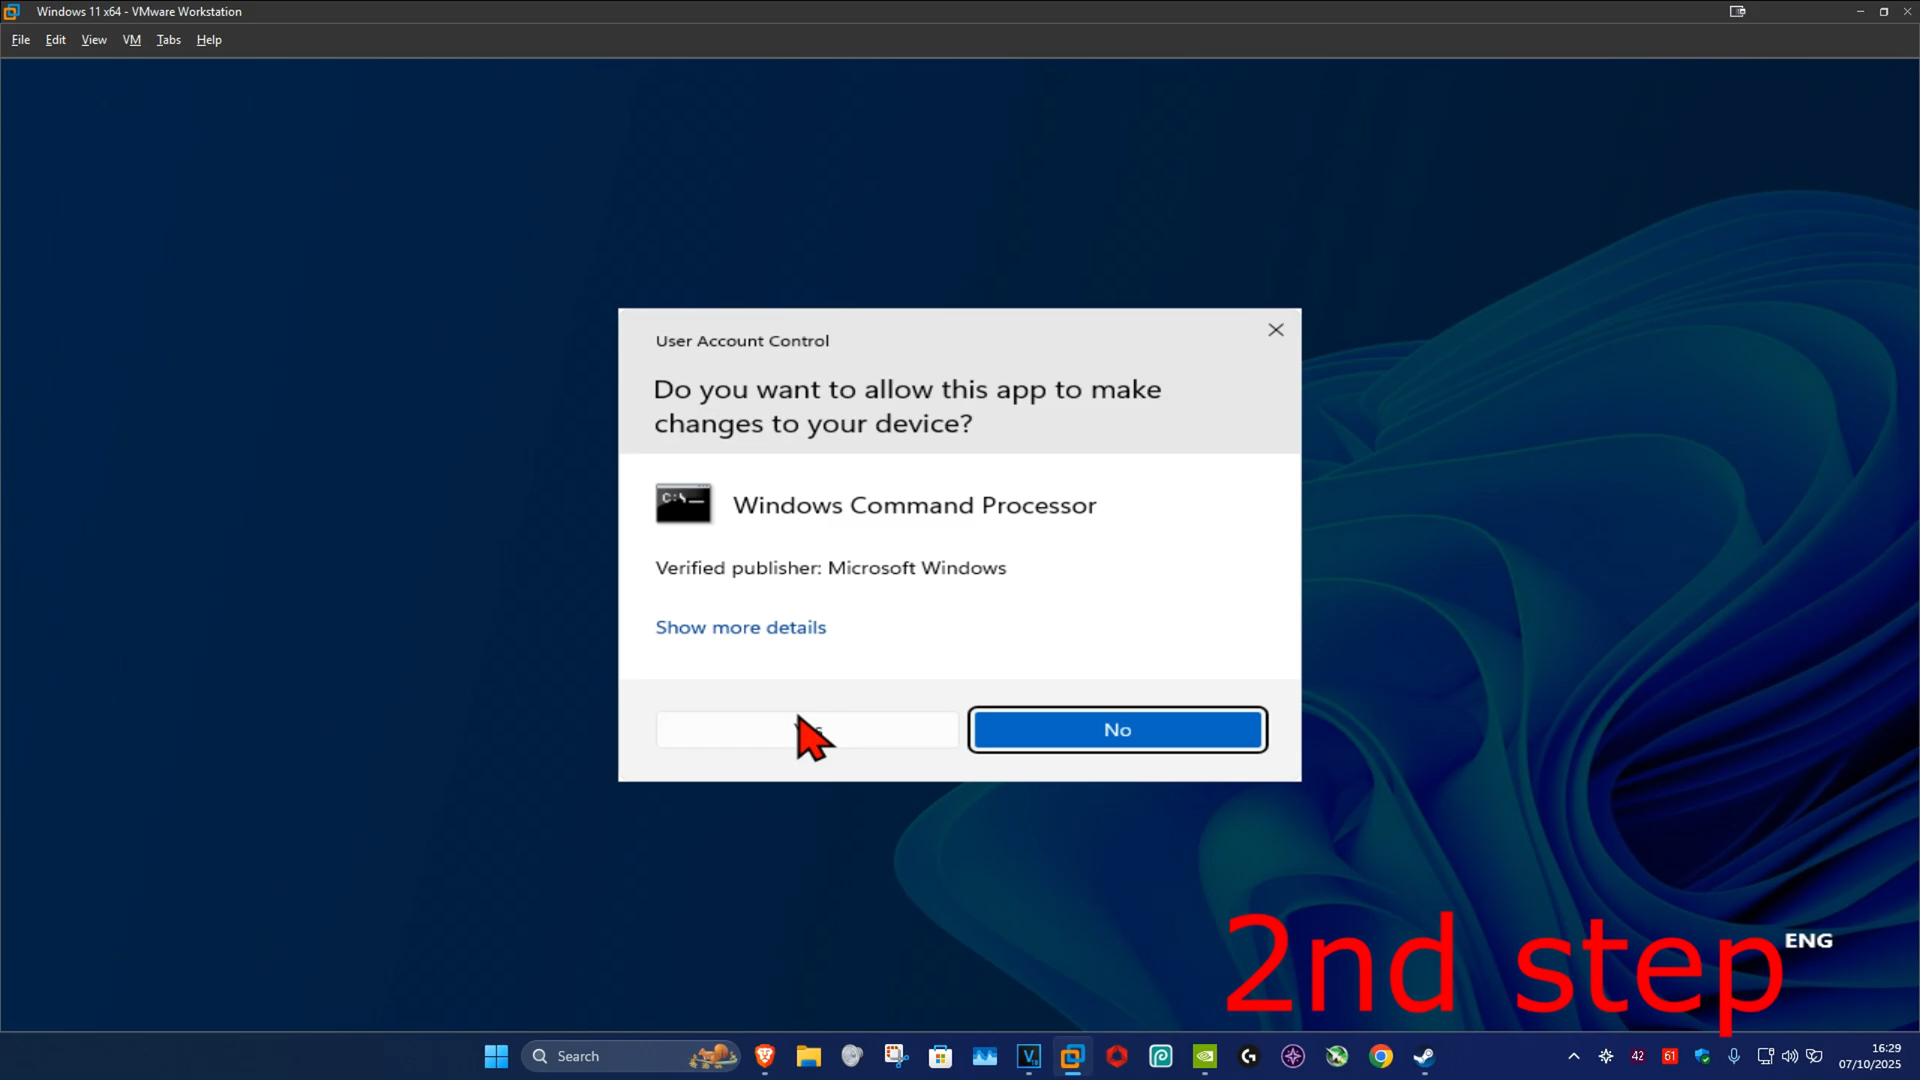 Windows 11 x64 - VMware Workstation
File Edit View VM Tabs Help
User Account Control
Do you want to allow this app to make
changes to your device?
C:\
Windows Command Processor
Verified publisher: Microsoft Windows
Show more details
No
2nd step
ENG
Search
42
61
16:29
07/10/2025